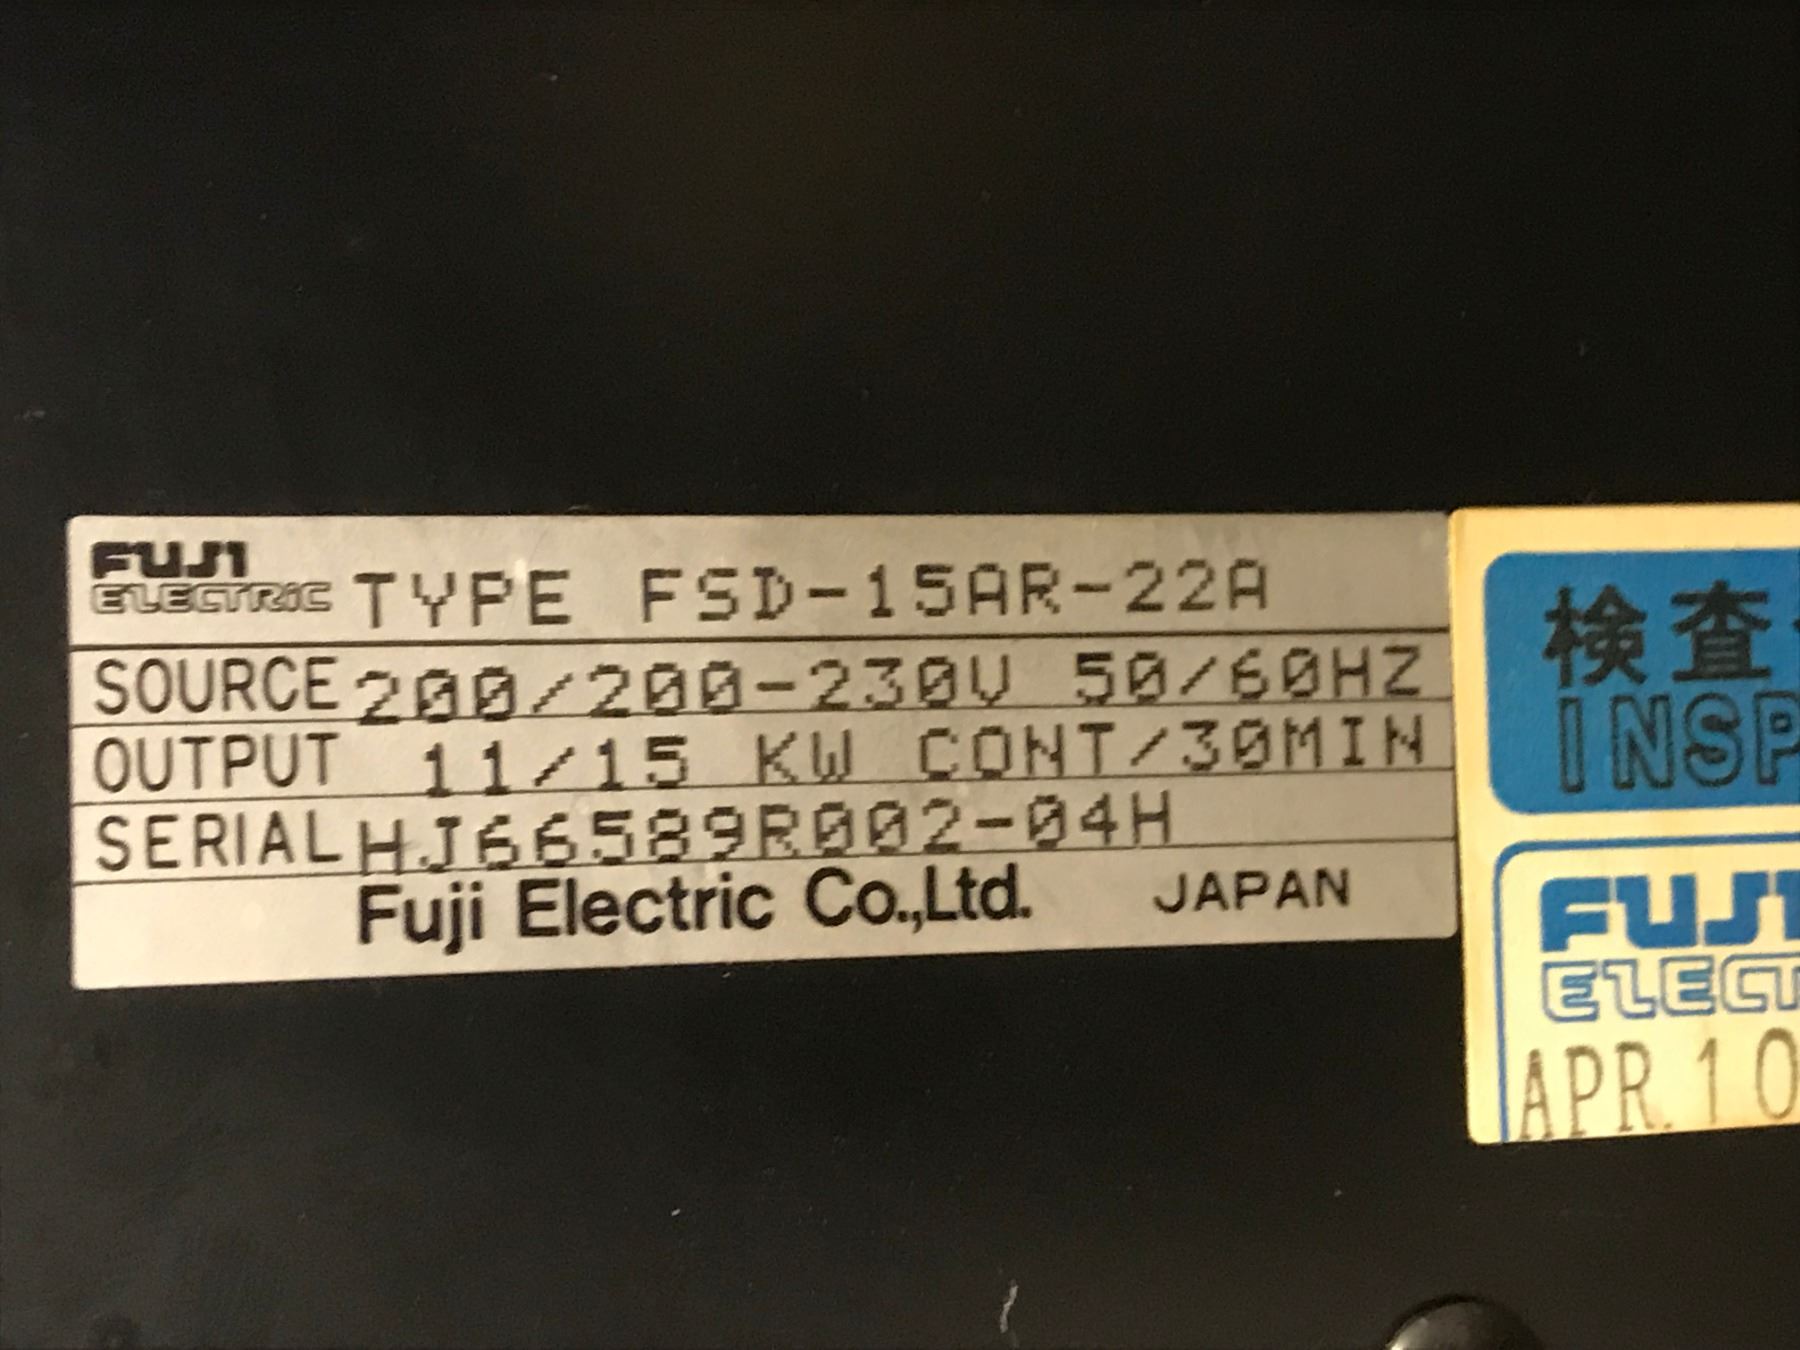 FUJI
ELECTRIC TYPE FSD-15AR-22A
SOURCE 200/200-230V 50/60HZ
OUTPUT 11/15 KW CONT/30MIN
SERIAL HJ66589R002-04H
Fuji Electric Co.,Ltd. JAPAN
検査
INSP
FUJI
ELECT
APR.10